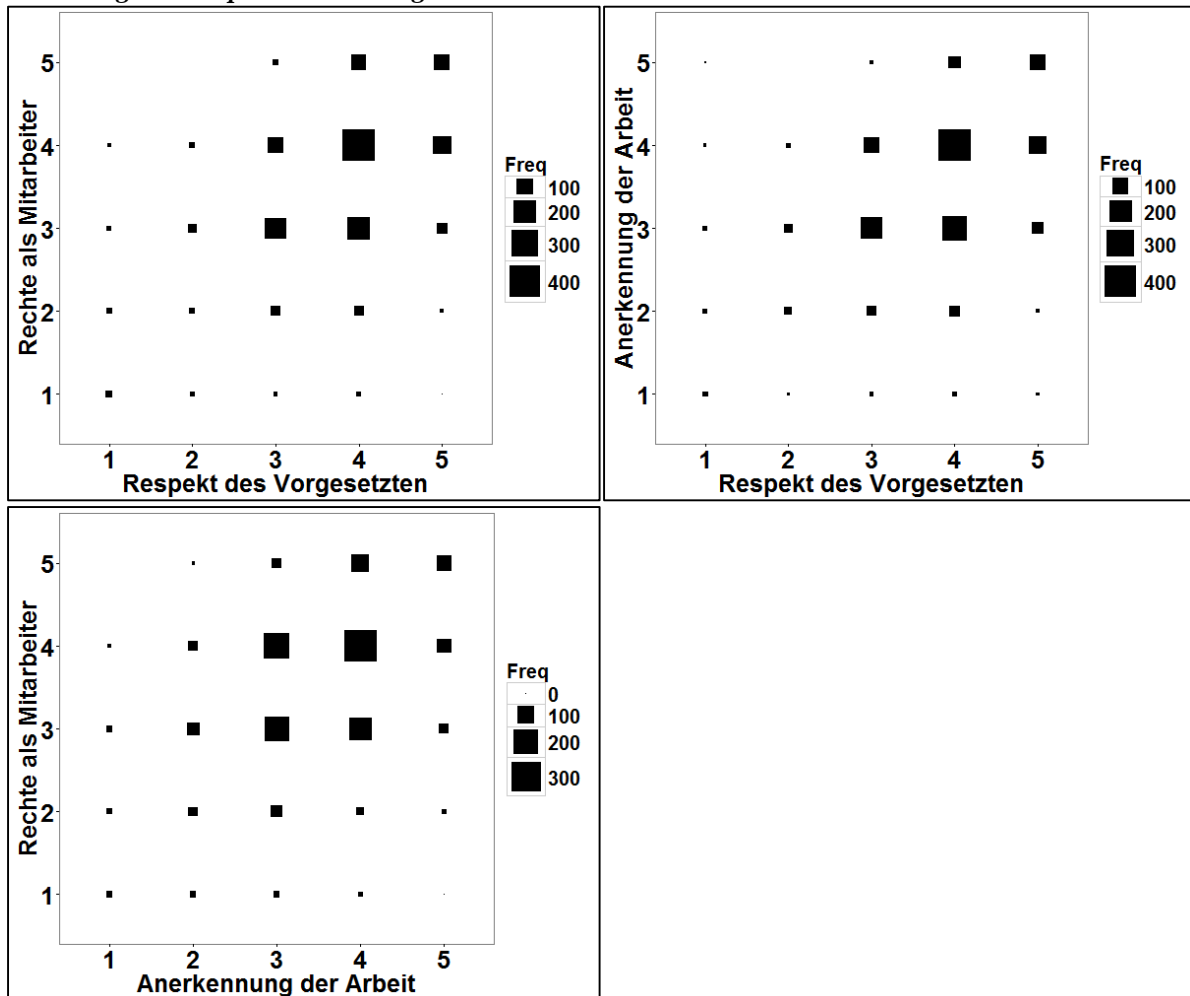 Rechte als Mitarbeiter
5
4
3
2
1
1 2 3 4 5
Respekt des Vorgesetzten
Freq
100
200
300
400
Anerkennung der Arbeit
5
4
3
2
1
1 2 3 4 5
Respekt des Vorgesetzten
Freq
100
200
300
400
Rechte als Mitarbeiter
5
4
3
2
1
1 2 3 4 5
Anerkennung der Arbeit
Freq
0
100
200
300